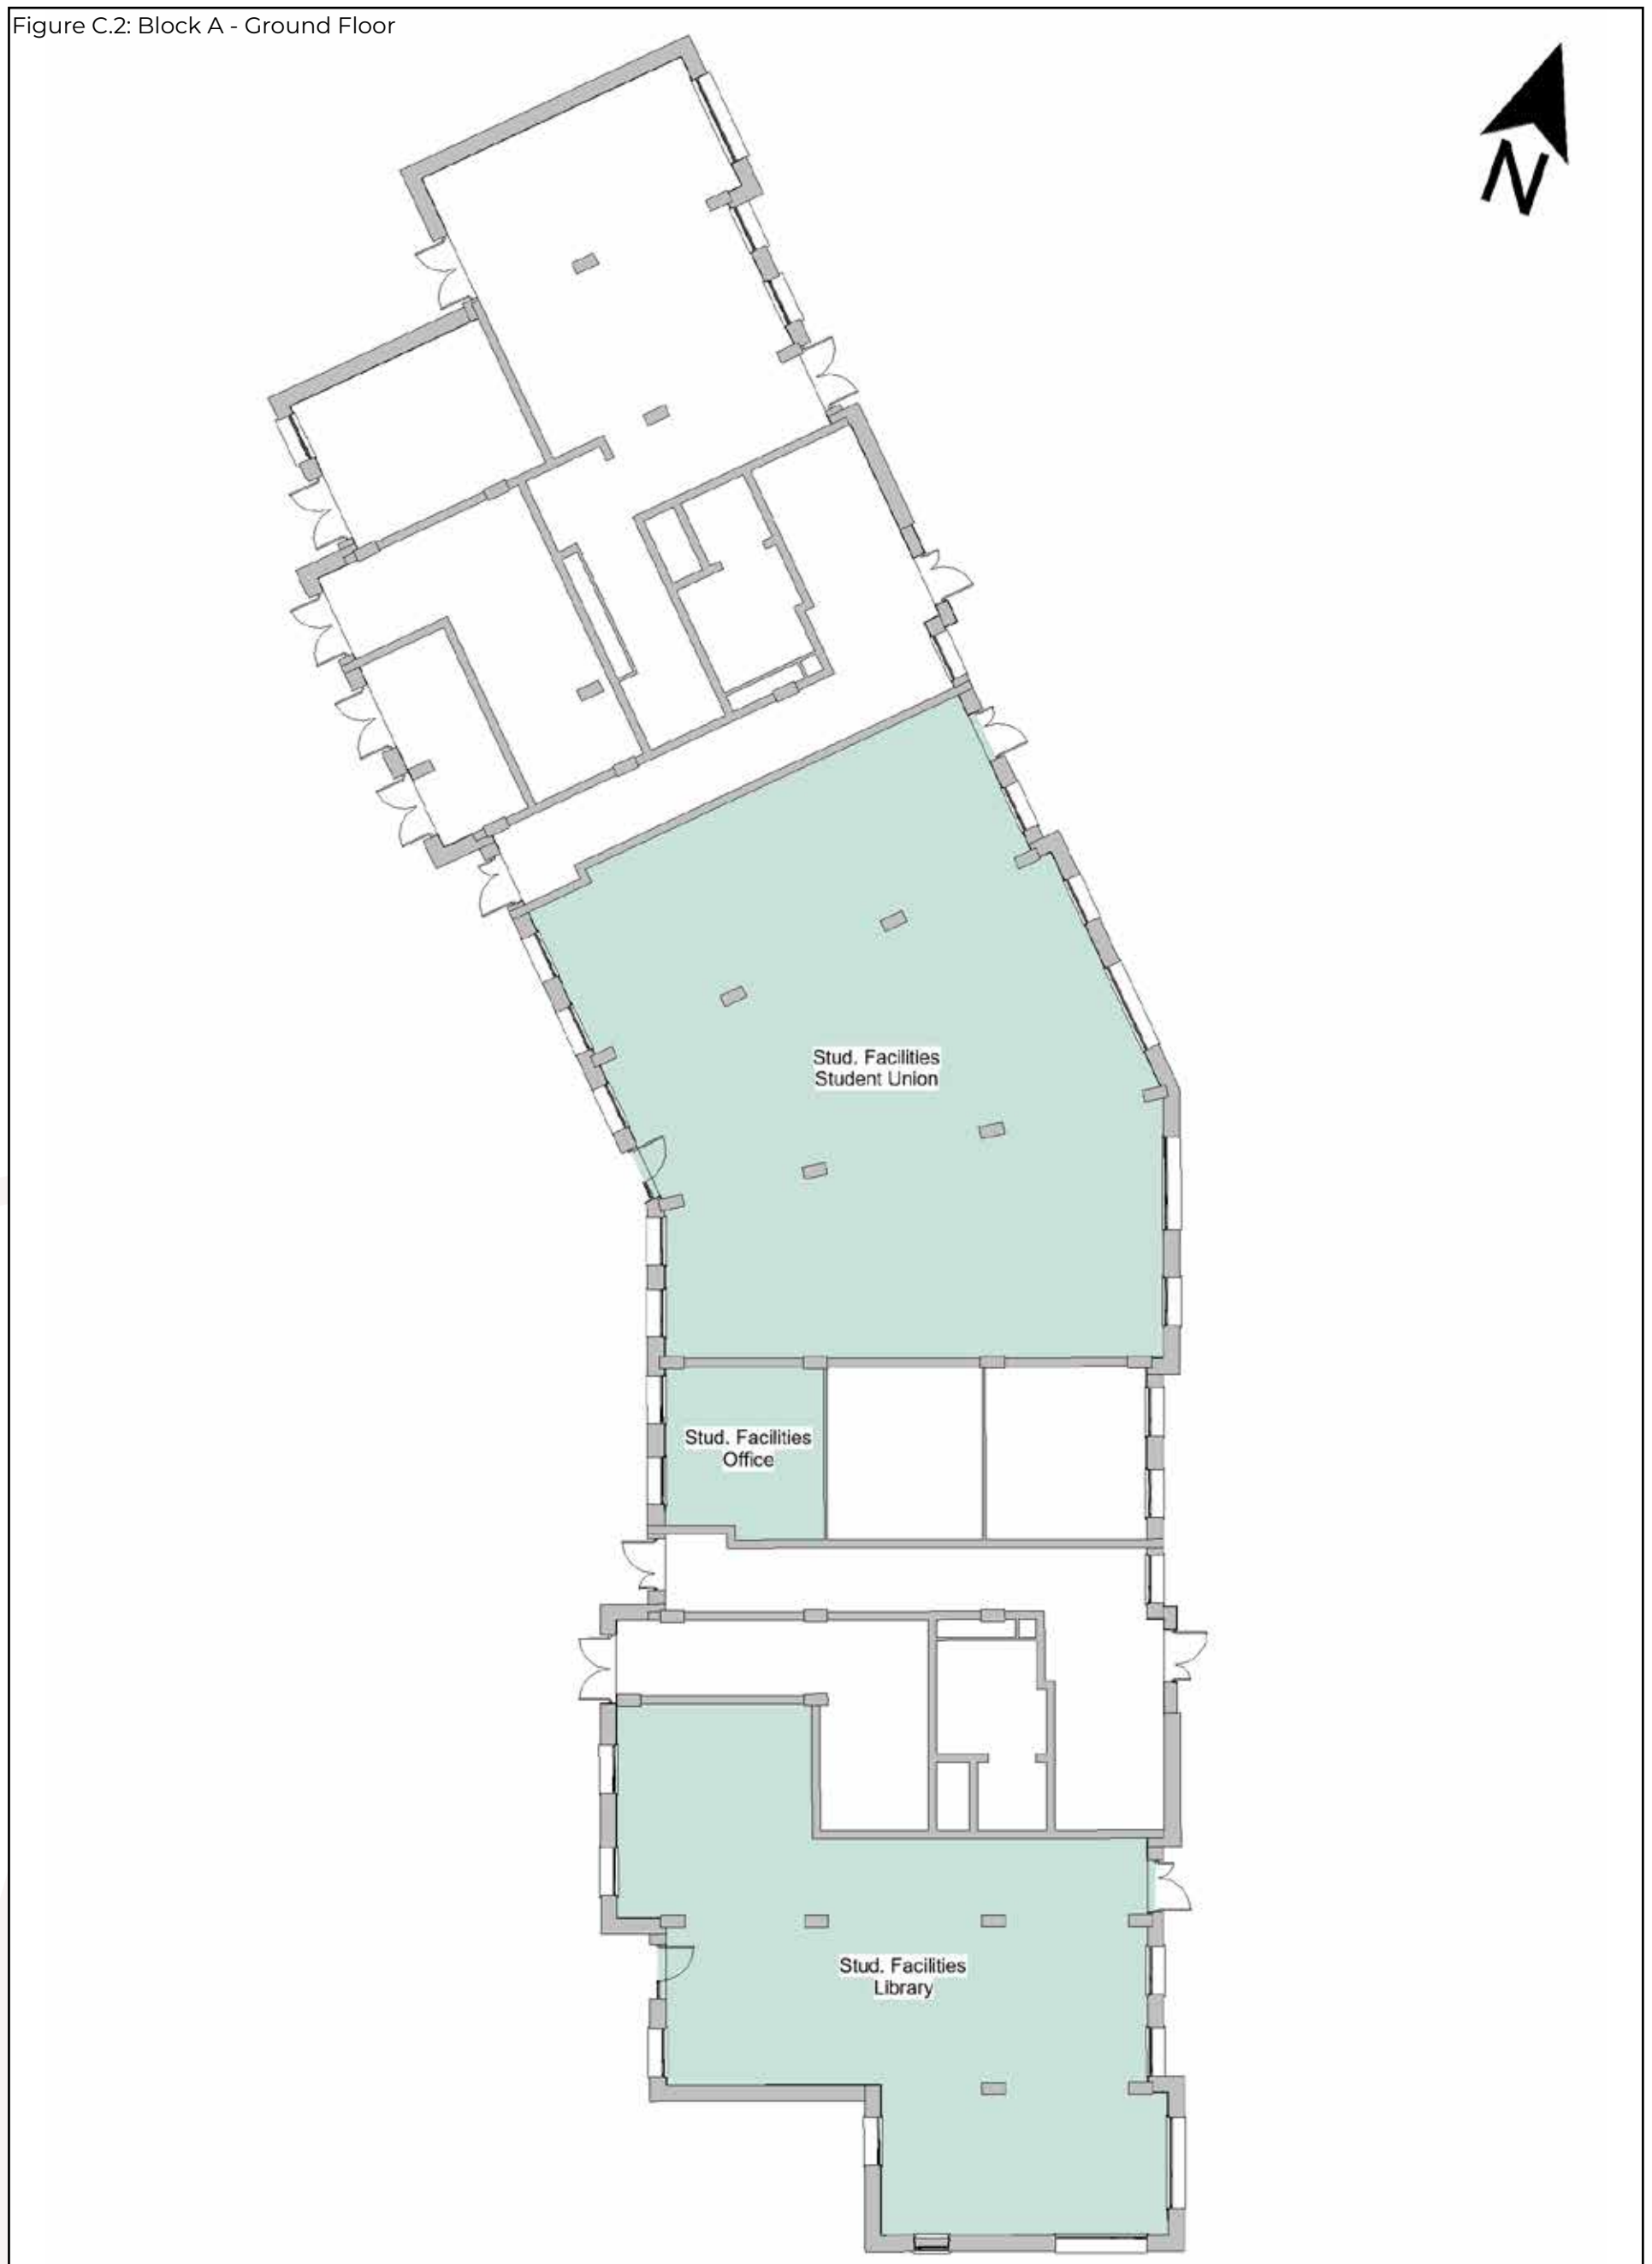 Figure C.2: Block A - Ground Floor
N
Stud. Facilities
Student Union
Stud. Facilities
Office
Stud. Facilities
Library